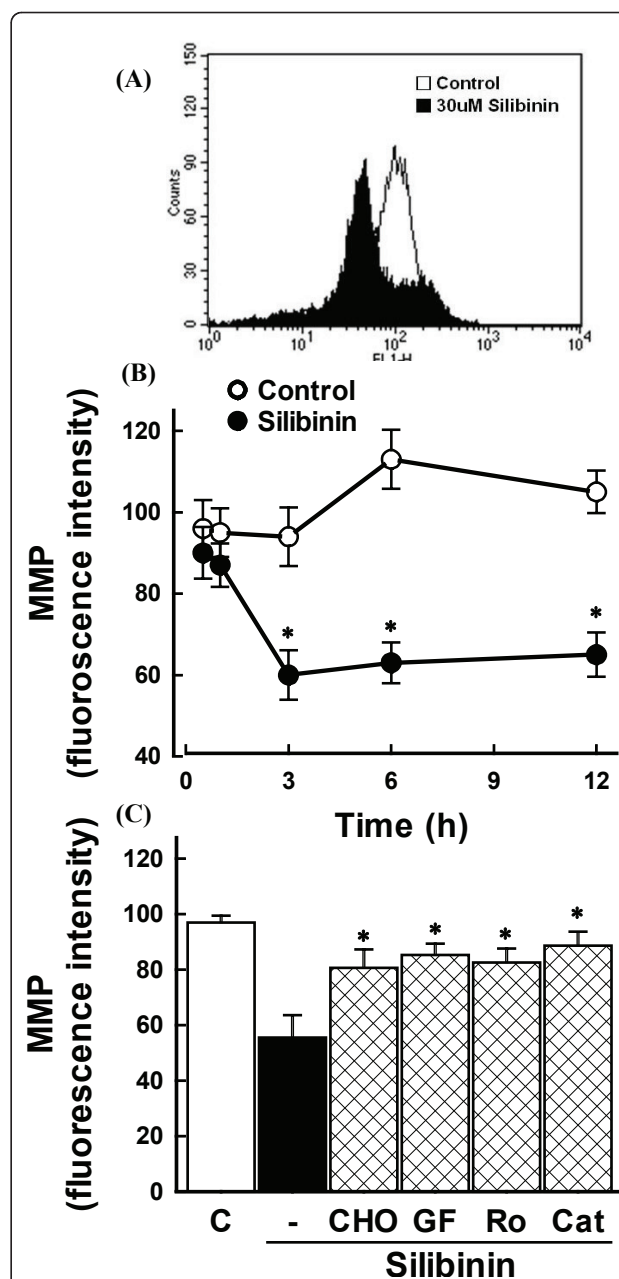 (A)
150
120
90
60
30
0
Counts
Control
30uM Silibinin
10^0 10^1 10^2 10^3 10^4
FL1-H
(B)
Control
Silibinin
120
100
80
60
40
MMP
(fluoroscence intensity)
*
*
*
0 3 6 9 12
Time (h)
(C)
120
100
80
60
40
20
0
MMP
(fluorescence intensity)
*
*
*
*
C - CHO GF Ro Cat
Silibinin